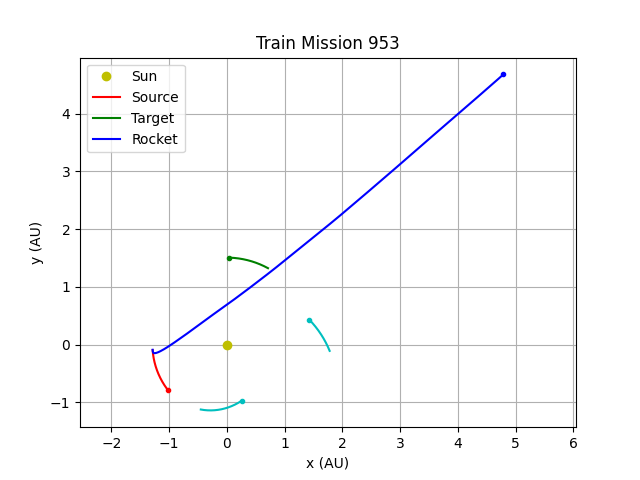 Train Mission 953
Sun
Source
Target
Rocket
y (AU)
4
3
2
1
0
−1
−2 −1 0 1 2 3 4 5 6
x (AU)